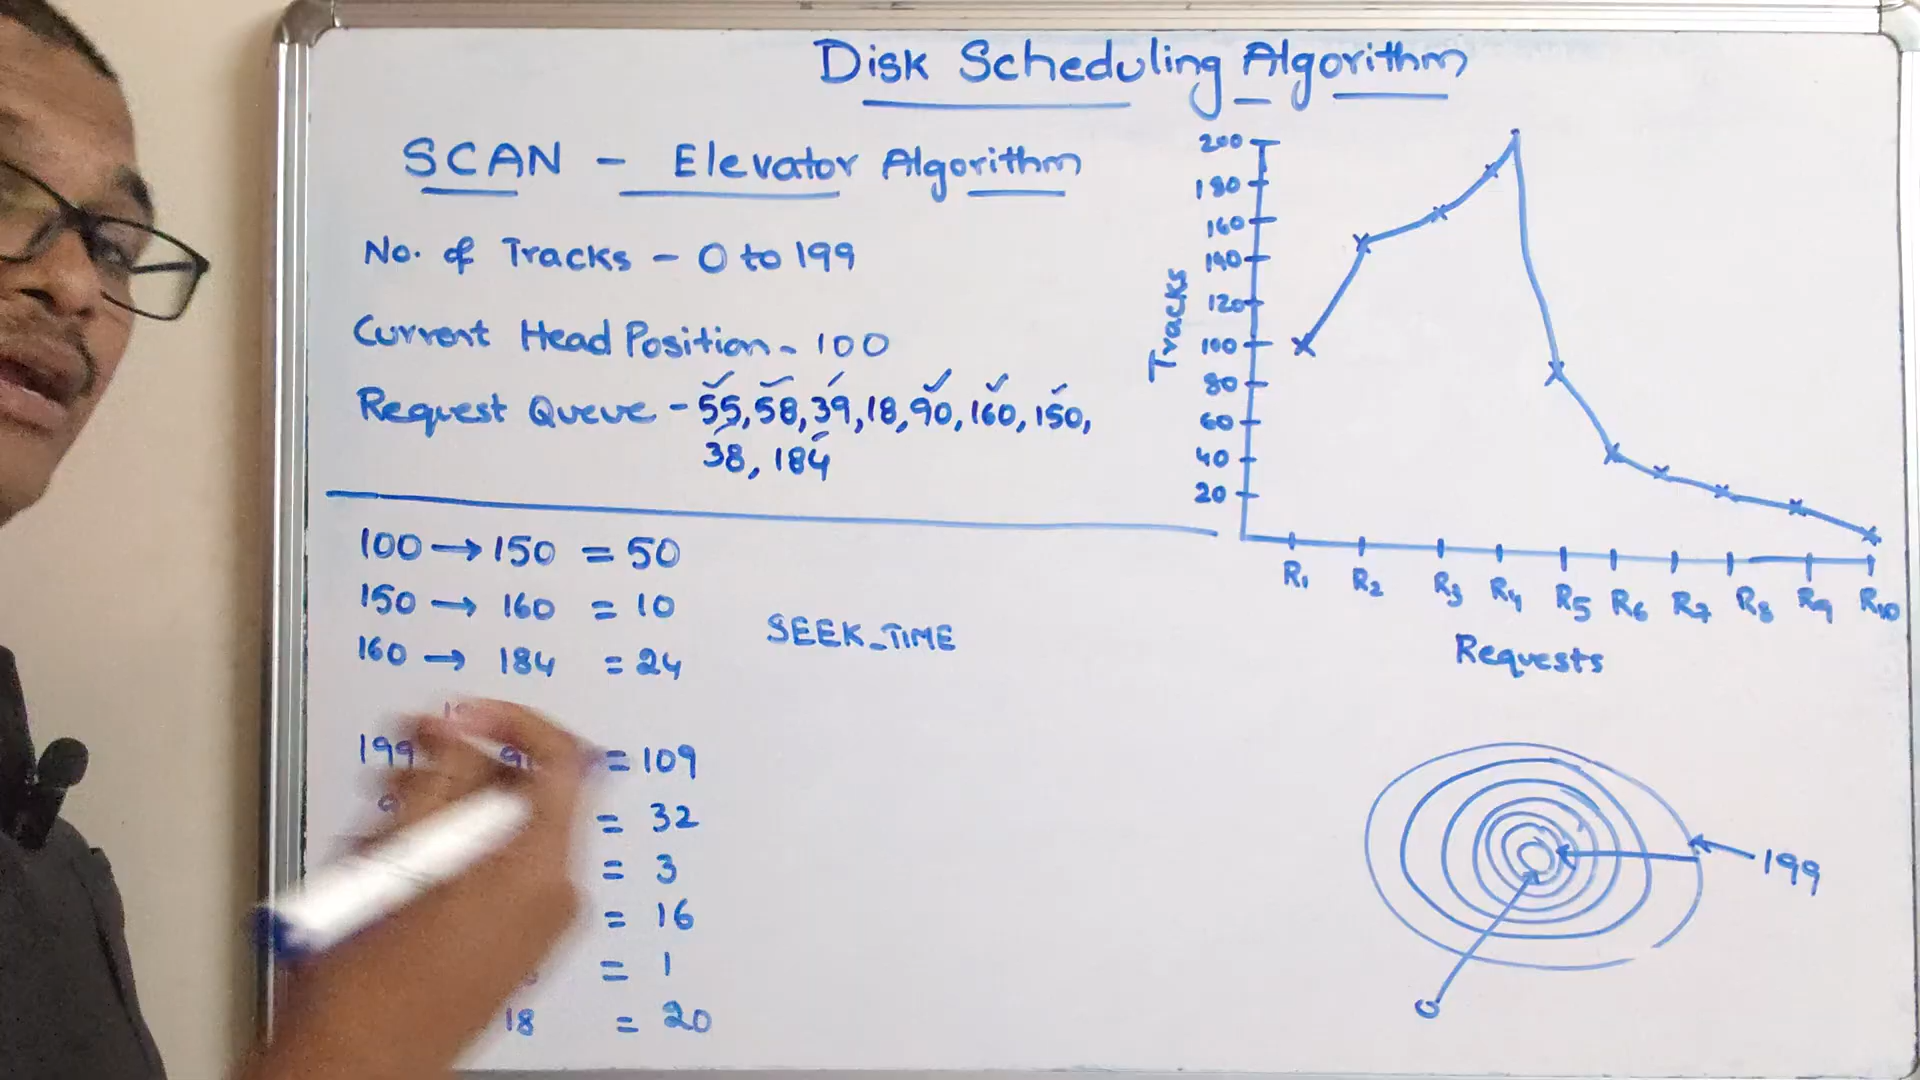 Disk Scheduling Algorithm
SCAN - Elevator Algorithm
No. of Tracks - 0 to 199
Current Head Position - 100
Request Queue - 55, 58, 39, 18, 90, 160, 150,
38, 184
100 → 150 = 50
150 → 160 = 10
160 → 184 = 24
199 = 109
= 32
= 3
= 16
= 1
18 = 20
SEEK_TIME
Tracks
200
180
160
140
120
100
80
60
40
20
R1 R2 R3 R4 R5 R6 R7 R8 R9 R10
Requests
199
0